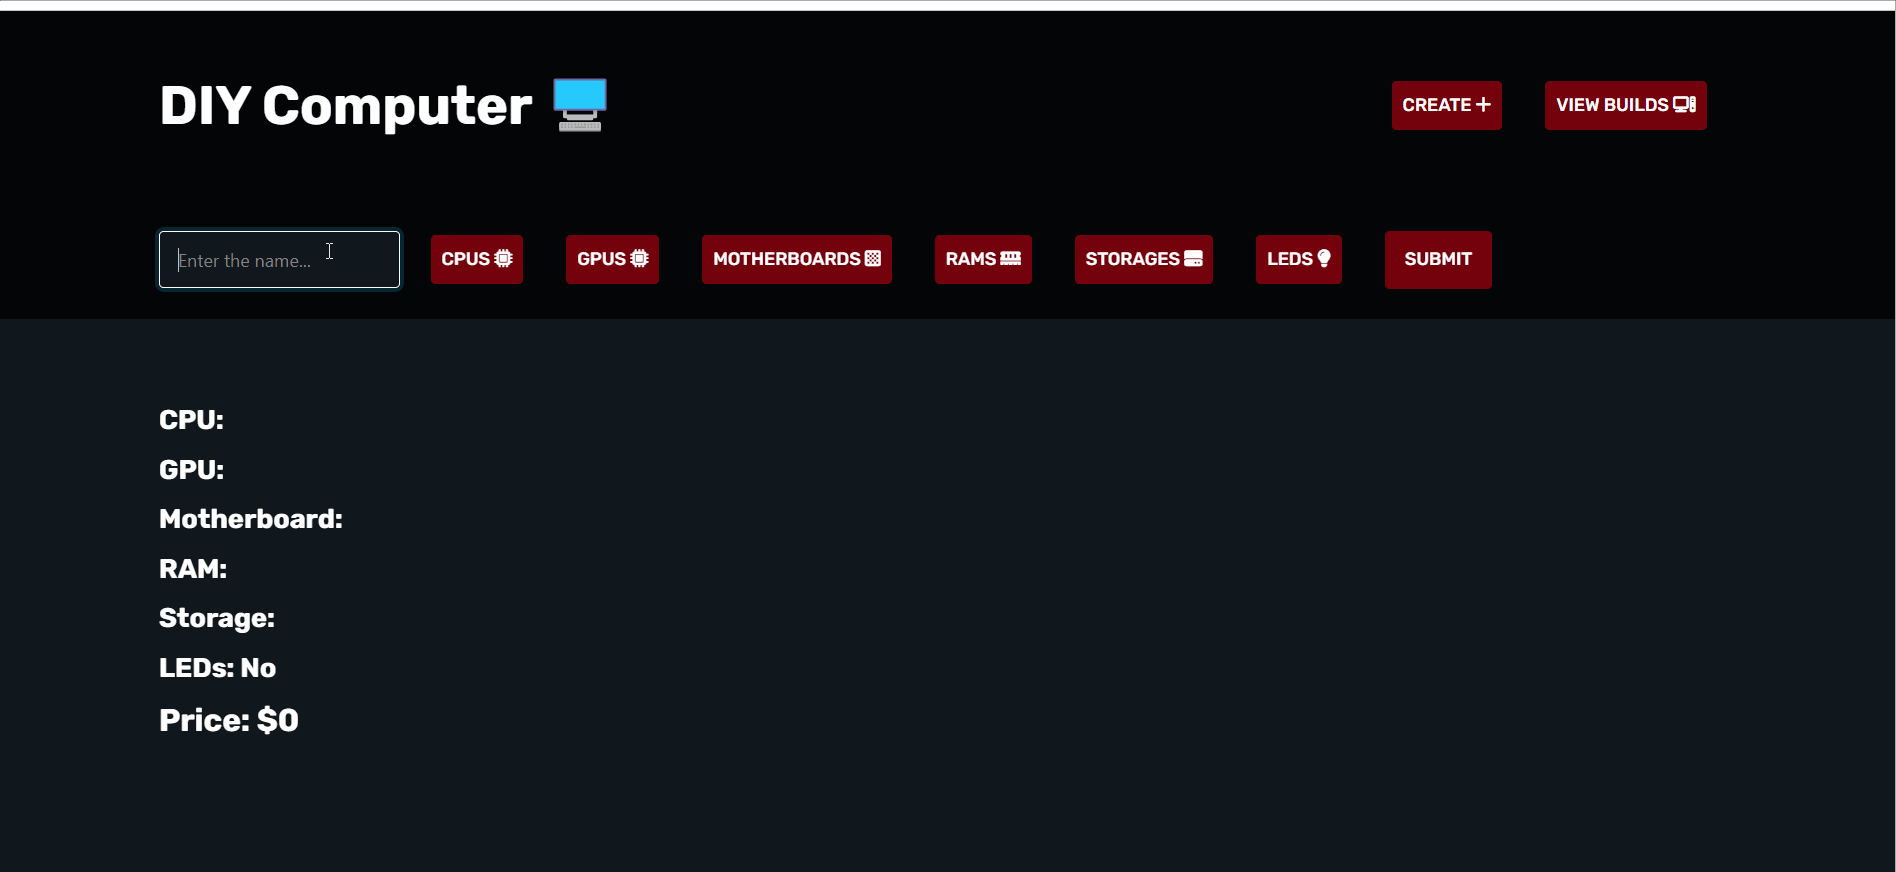 DIY Computer
CREATE
VIEW BUILDS
Enter the name...
CPUS
GPUS
MOTHERBOARDS
RAMS
STORAGES
LEDS
SUBMIT
CPU:
GPU:
Motherboard:
RAM:
Storage:
LEDs: No
Price: $0